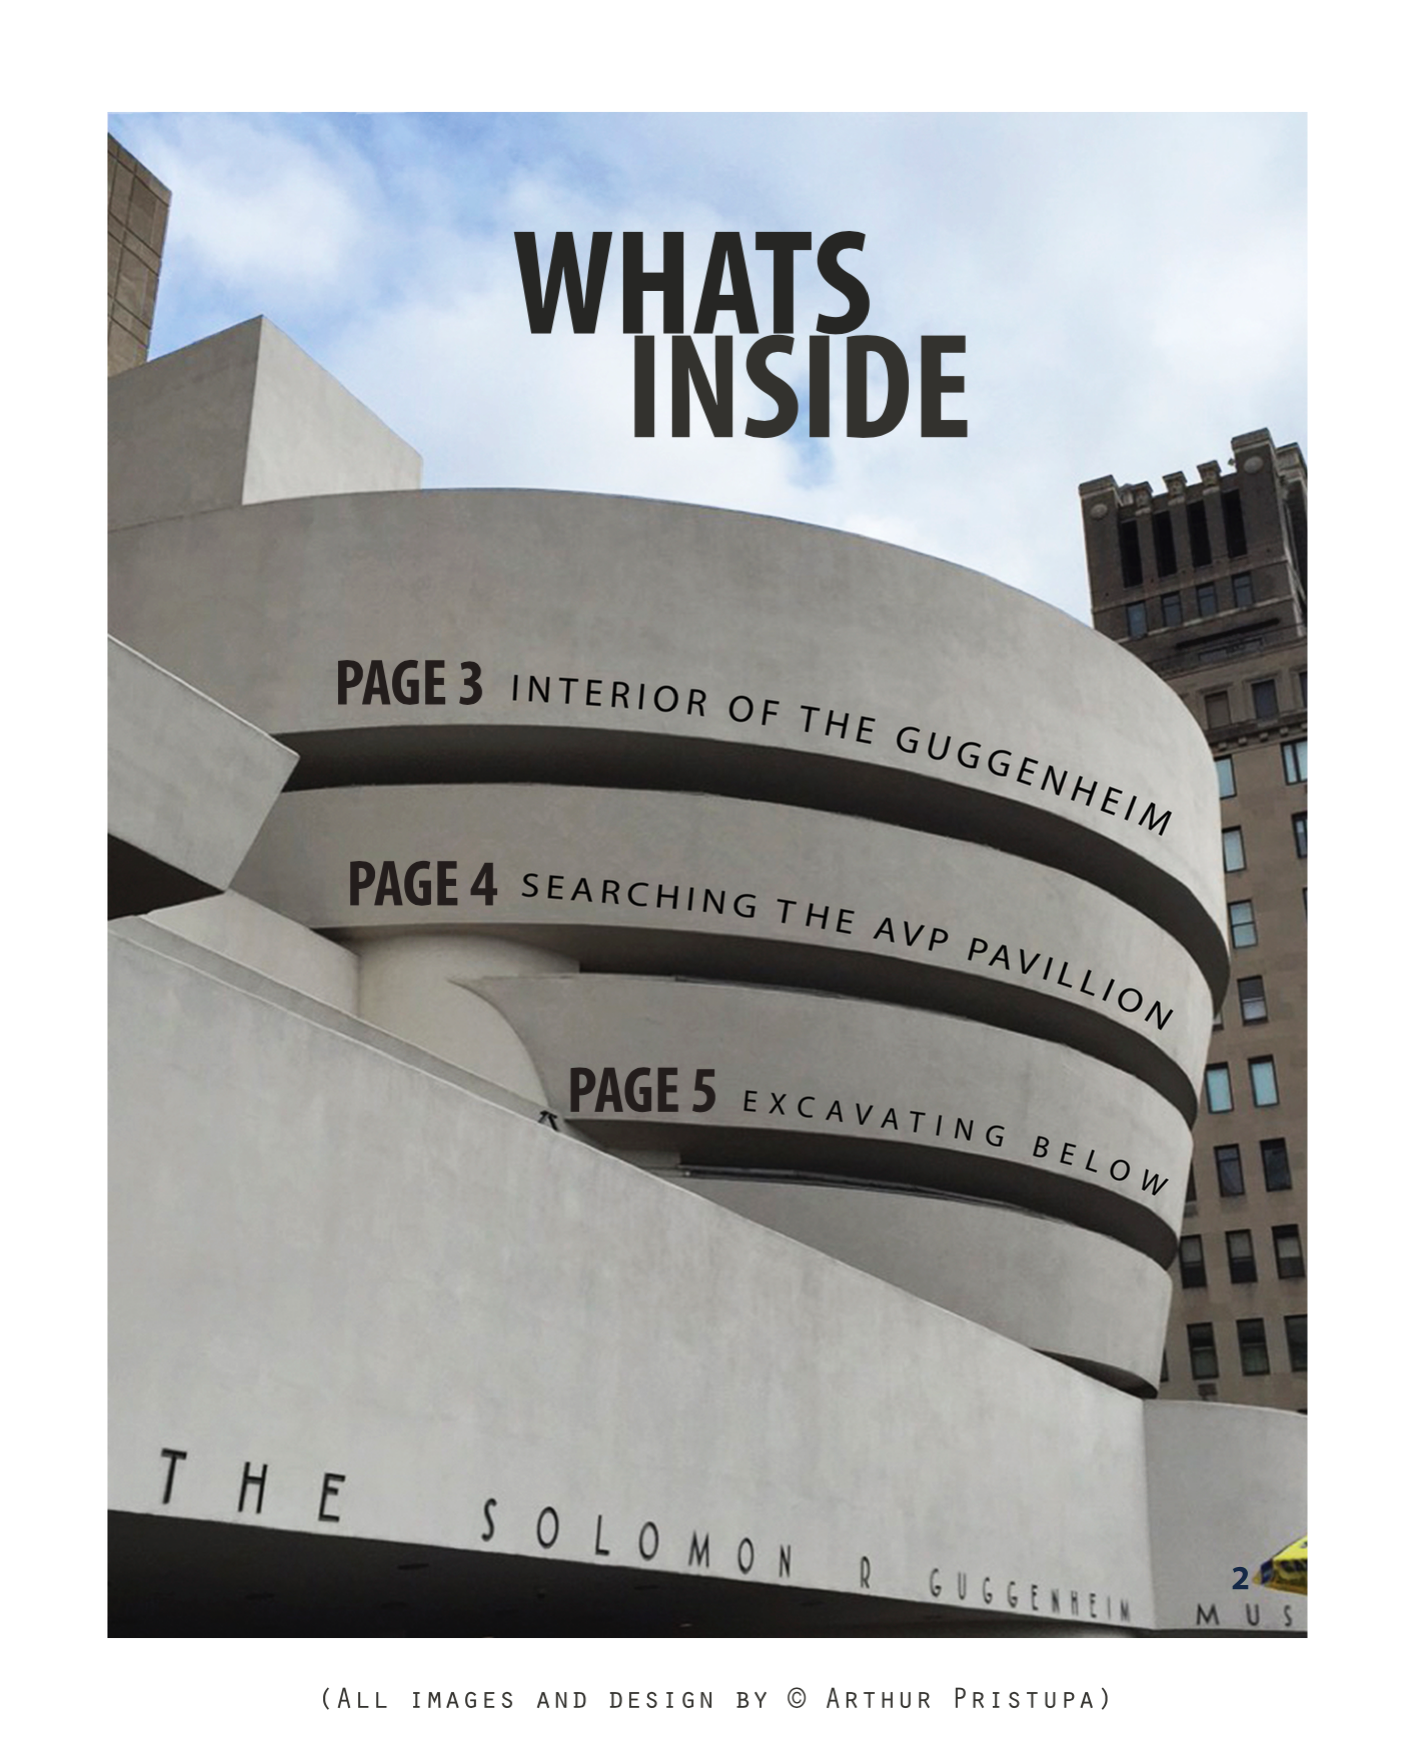 WHATS
INSIDE
PAGE 3 INTERIOR OF THE GUGGENHEIM
PAGE 4 SEARCHING THE AVP PAVILLION
PAGE 5 EXCAVATING BELOW
THE SOLOMON R GUGGENHEIM MUS
2
(All images and design by © Arthur Pristupa)